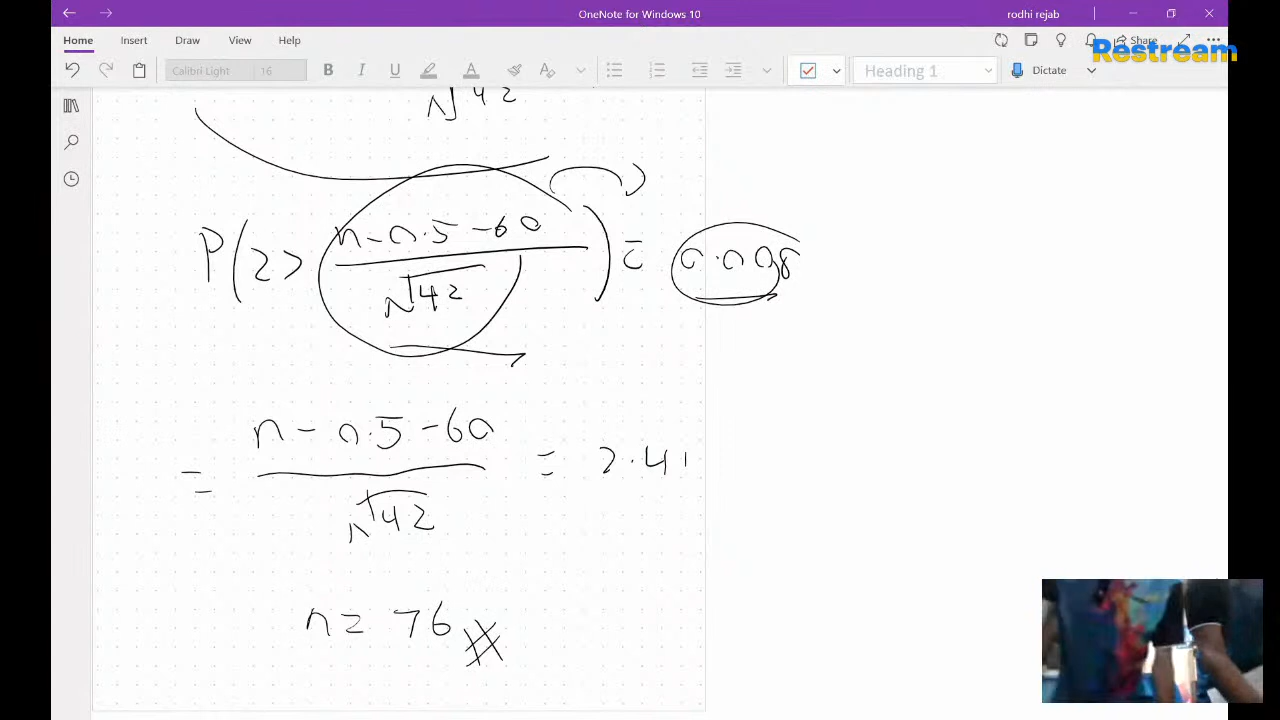 OneNote for Windows 10
rodhi rejab
Home Insert Draw View Help
Share
Restream
Calibri Light 16 B I U A Heading 1 Dictate
√42
P(Z > (n - 0.5 - 60) / √42) = 0.008
= (n - 0.5 - 60) / √42 = 2.41
n = 76